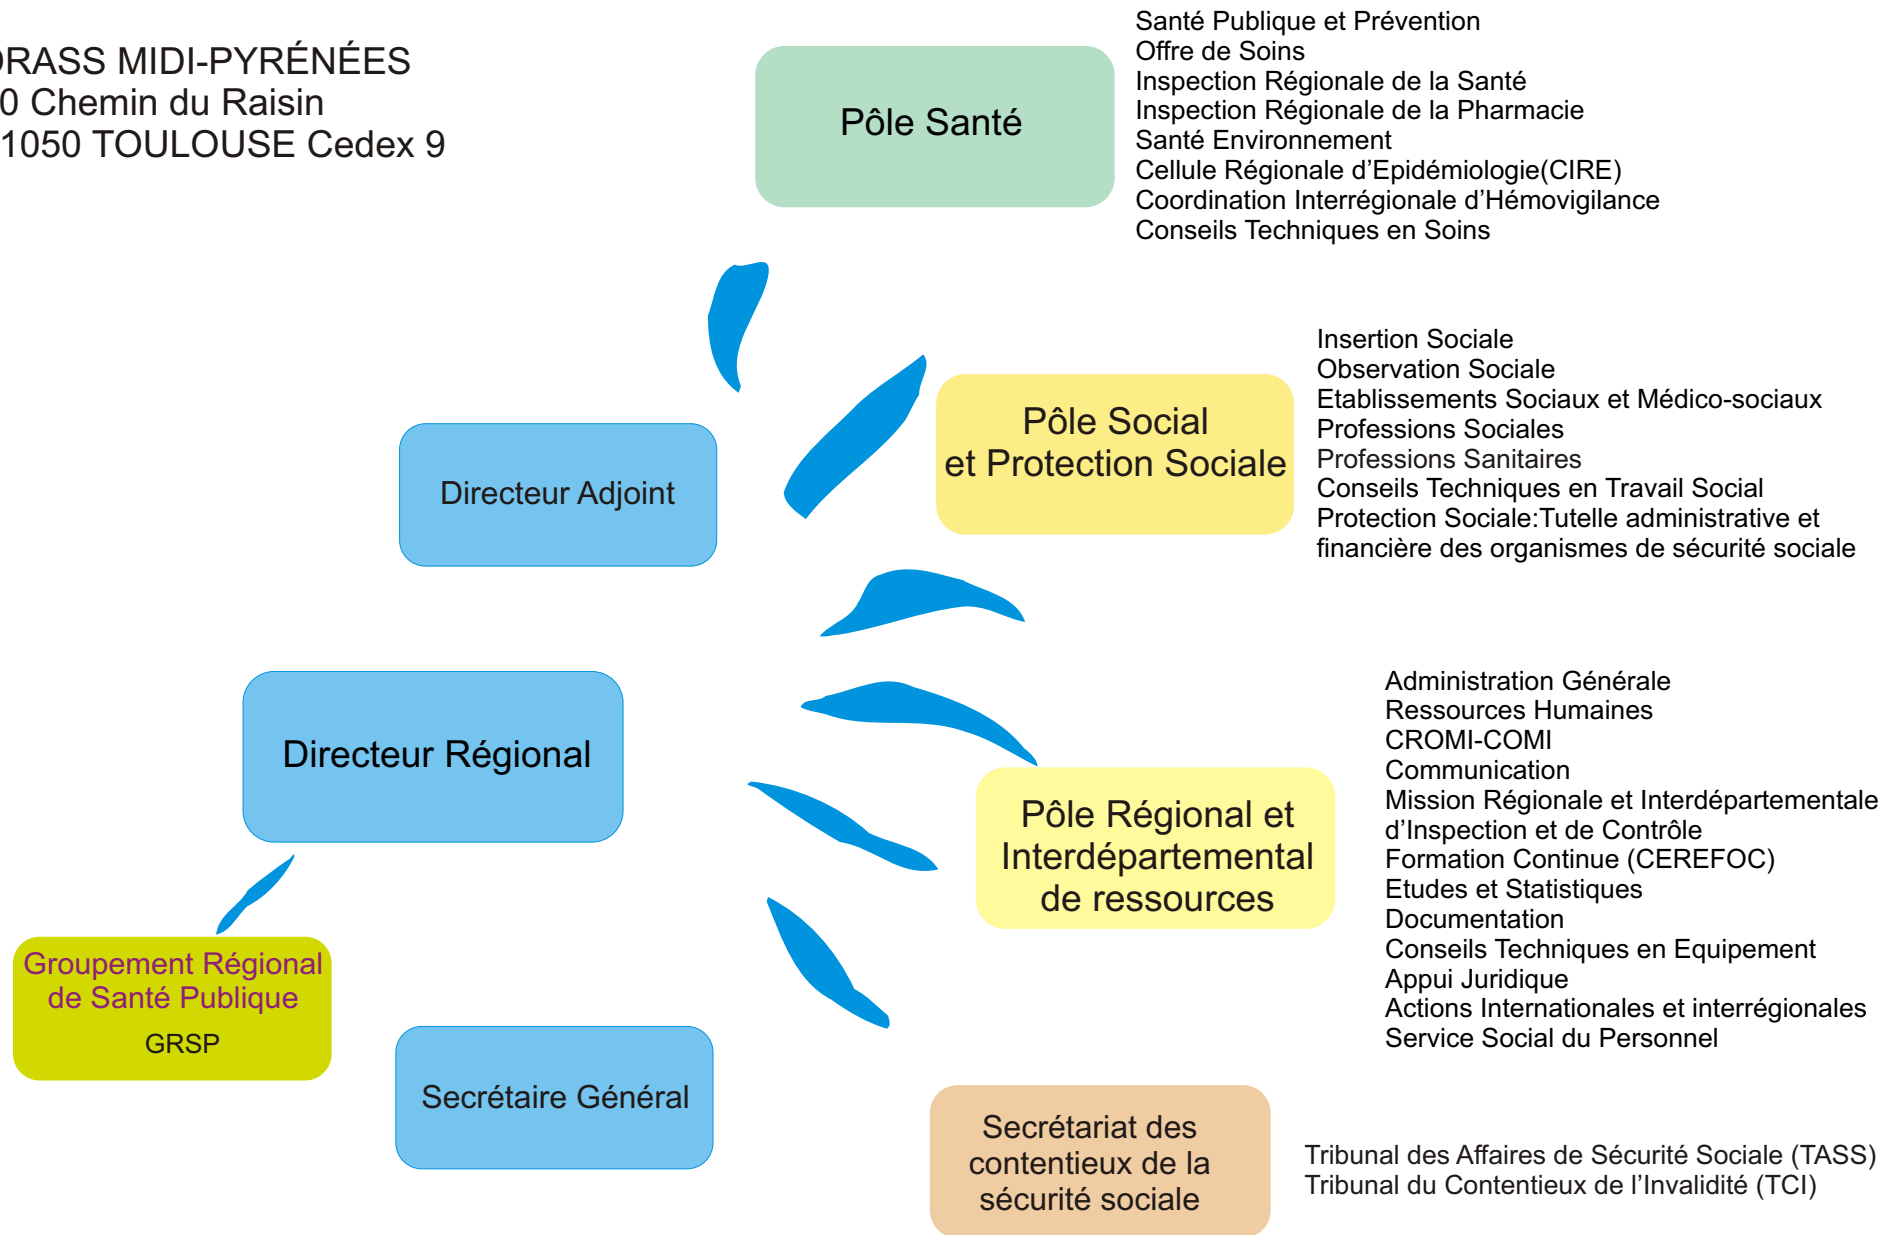 DRASS MIDI-PYRÉNÉES
0 Chemin du Raisin
1050 TOULOUSE Cedex 9
Pôle Santé
Santé Publique et Prévention
Offre de Soins
Inspection Régionale de la Santé
Inspection Régionale de la Pharmacie
Santé Environnement
Cellule Régionale d’Epidémiologie(CIRE)
Coordination Interrégionale d’Hémovigilance
Conseils Techniques en Soins
Directeur Adjoint
Pôle Social
et Protection Sociale
Insertion Sociale
Observation Sociale
Etablissements Sociaux et Médico-sociaux
Professions Sociales
Professions Sanitaires
Conseils Techniques en Travail Social
Protection Sociale:Tutelle administrative et
financière des organismes de sécurité sociale
Directeur Régional
Pôle Régional et
Interdépartemental
de ressources
Administration Générale
Ressources Humaines
CROMI-COMI
Communication
Mission Régionale et Interdépartementale
d’Inspection et de Contrôle
Formation Continue (CEREFOC)
Etudes et Statistiques
Documentation
Conseils Techniques en Equipement
Appui Juridique
Actions Internationales et interrégionales
Service Social du Personnel
Groupement Régional
de Santé Publique
GRSP
Secrétaire Général
Secrétariat des
contentieux de la
sécurité sociale
Tribunal des Affaires de Sécurité Sociale (TASS)
Tribunal du Contentieux de l’Invalidité (TCI)